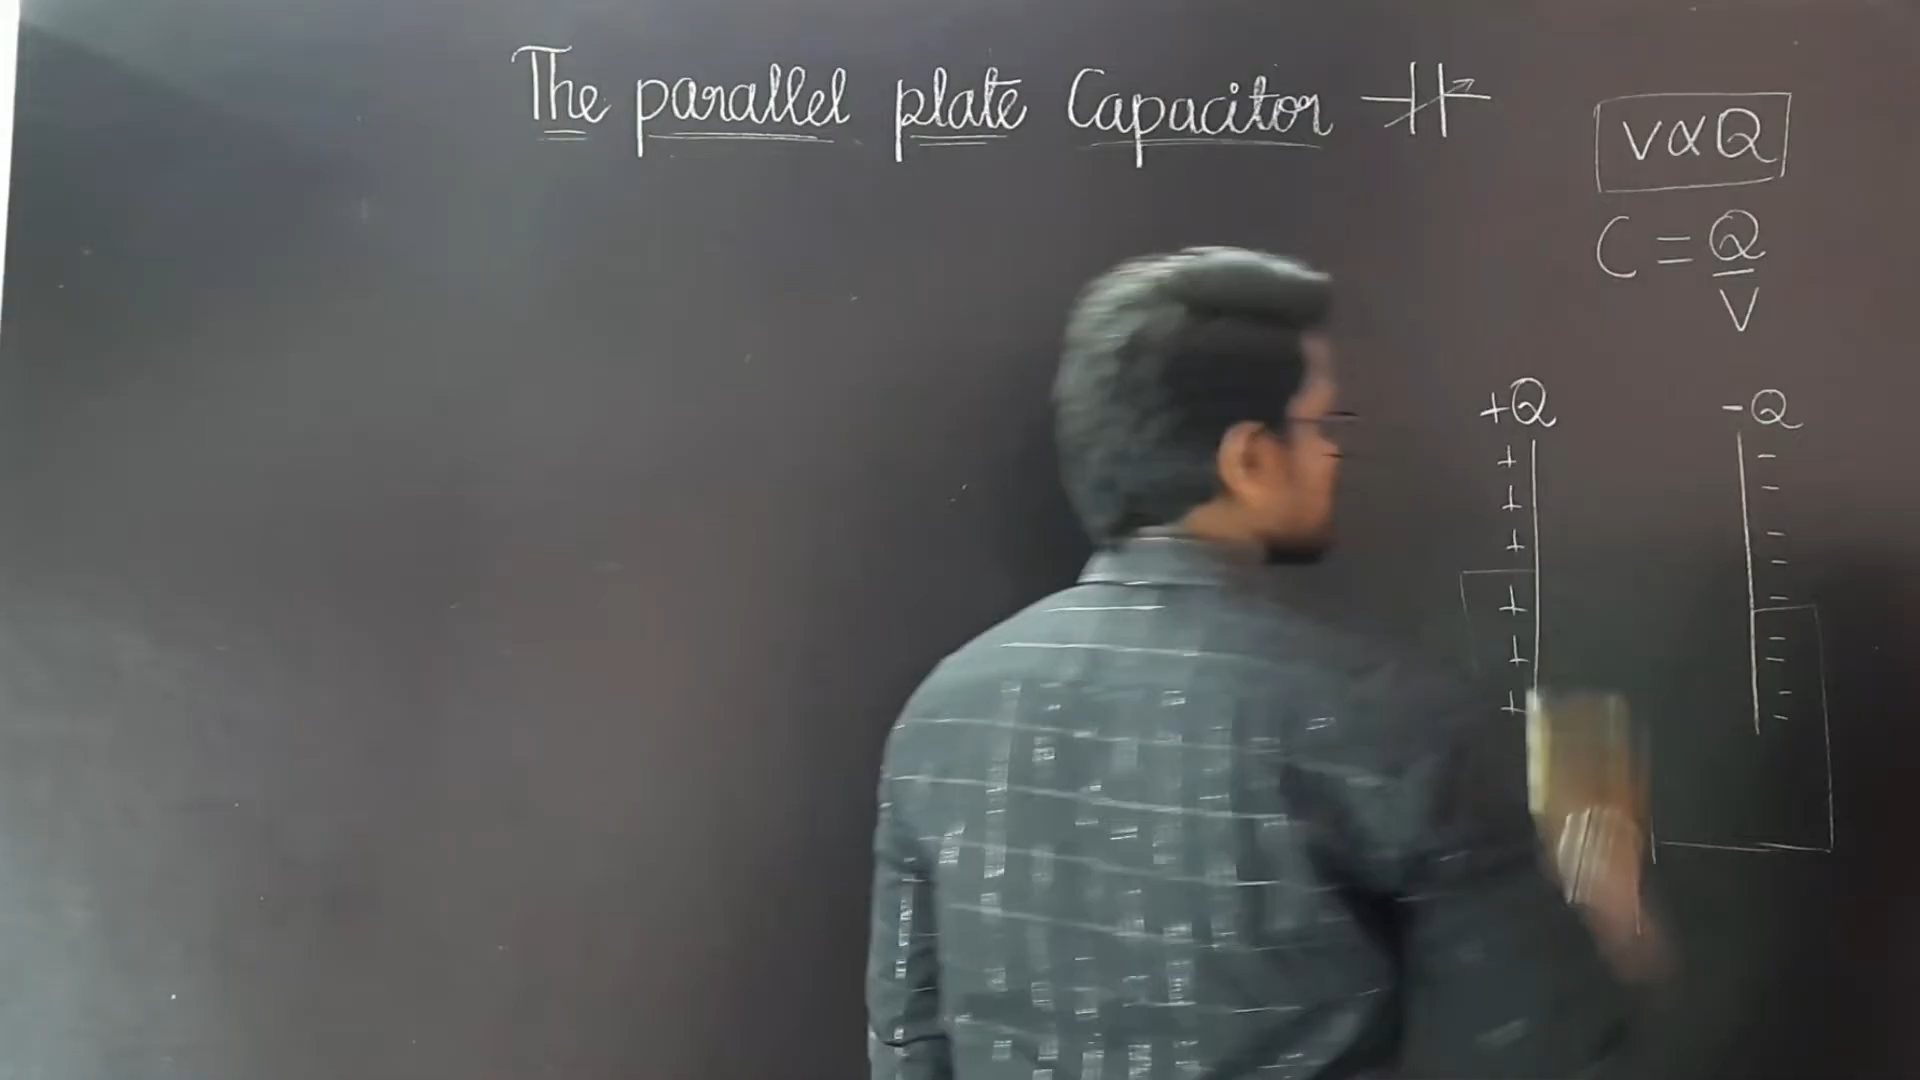 The parallel plate Capacitor
V∝Q
C = Q
V
+Q -Q
+ -
+ -
+ -
-
+ -
-
+ -
-
+ -